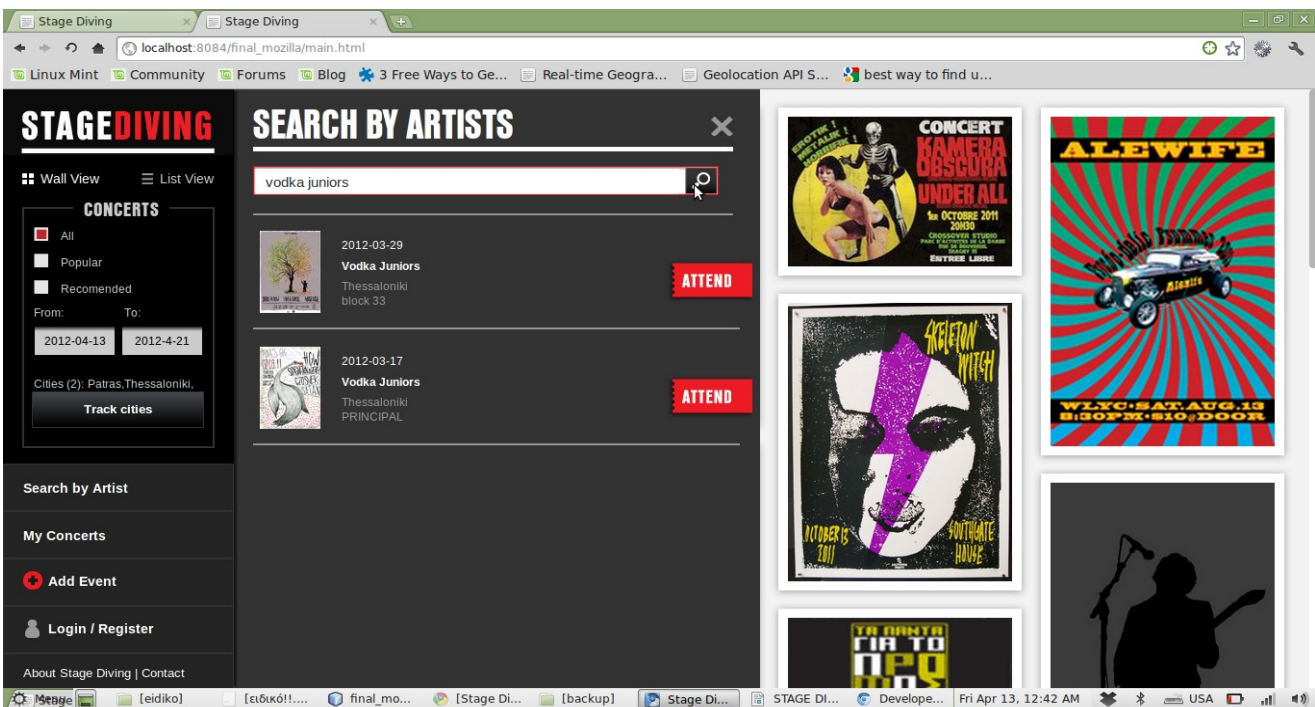 Stage Diving
Stage Diving
localhost:8084/final_mozilla/main.html
Linux Mint
Community
Forums
Blog
3 Free Ways to Ge...
Real-time Geogra...
Geolocation API S...
best way to find u...
STAGEDIVING
Wall View
List View
CONCERTS
All
Popular
Recomended
From:
To:
2012-04-13
2012-4-21
Cities (2): Patras,Thessaloniki,
Track cities
Search by Artist
My Concerts
Add Event
Login / Register
About Stage Diving | Contact
SEARCH BY ARTISTS
vodka juniors
2012-03-29
Vodka Juniors
Thessaloniki
block 33
ATTEND
2012-03-17
Vodka Juniors
Thessaloniki
PRINCIPAL
ATTEND
EROTIK !
METALIK !
MORBIFIK !
CONCERT
KAMERA
OBSCURA
UNDER ALL
1ER OCTOBRE 2011
20H30
CROSSOVER STUDIO
ENTREE LIBRE
ALEWIFE
Alewife
WLYC·SAT.AUG.13
8:30PM·$10@DOOR
SKELETON
WITCH
OCTOBER 13
2011
SOUTHGATE
HOUSE
ΤΑ ΠΑΝΤΑ
ΓΙΑ ΤΟ
Menu
[eidiko]
[ειδικό!!....
final_mo...
[Stage Di...
[backup]
Stage Di...
STAGE DI...
Develope...
Fri Apr 13, 12:42 AM
USA